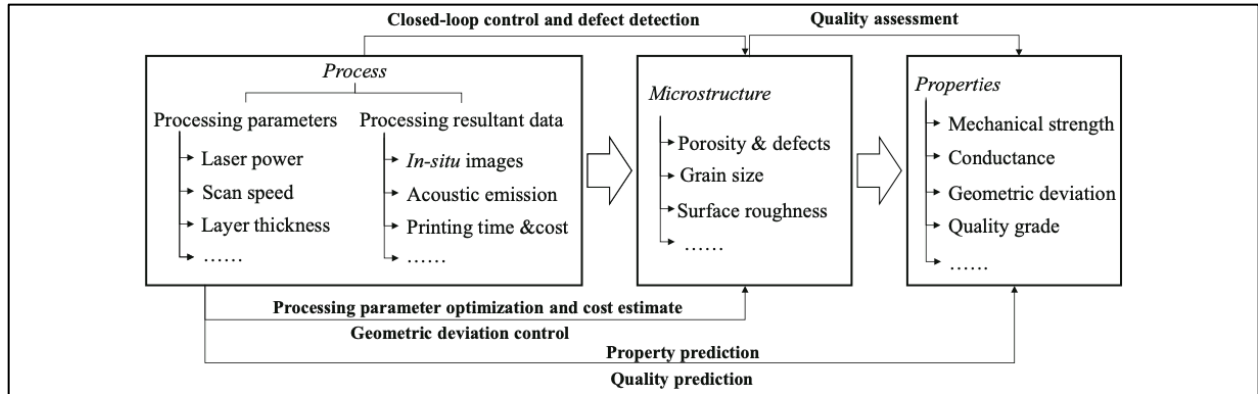 Closed-loop control and defect detection
Quality assessment
Process
Processing parameters
Laser power
Scan speed
Layer thickness
……
Processing resultant data
In-situ images
Acoustic emission
Printing time &cost
……
Microstructure
Porosity & defects
Grain size
Surface roughness
……
Properties
Mechanical strength
Conductance
Geometric deviation
Quality grade
……
Processing parameter optimization and cost estimate
Geometric deviation control
Property prediction
Quality prediction